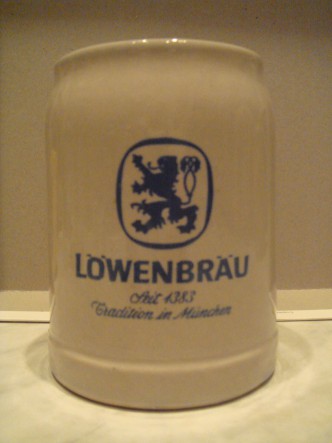 LÖWENBRÄU
Seit 1383
Tradition in München